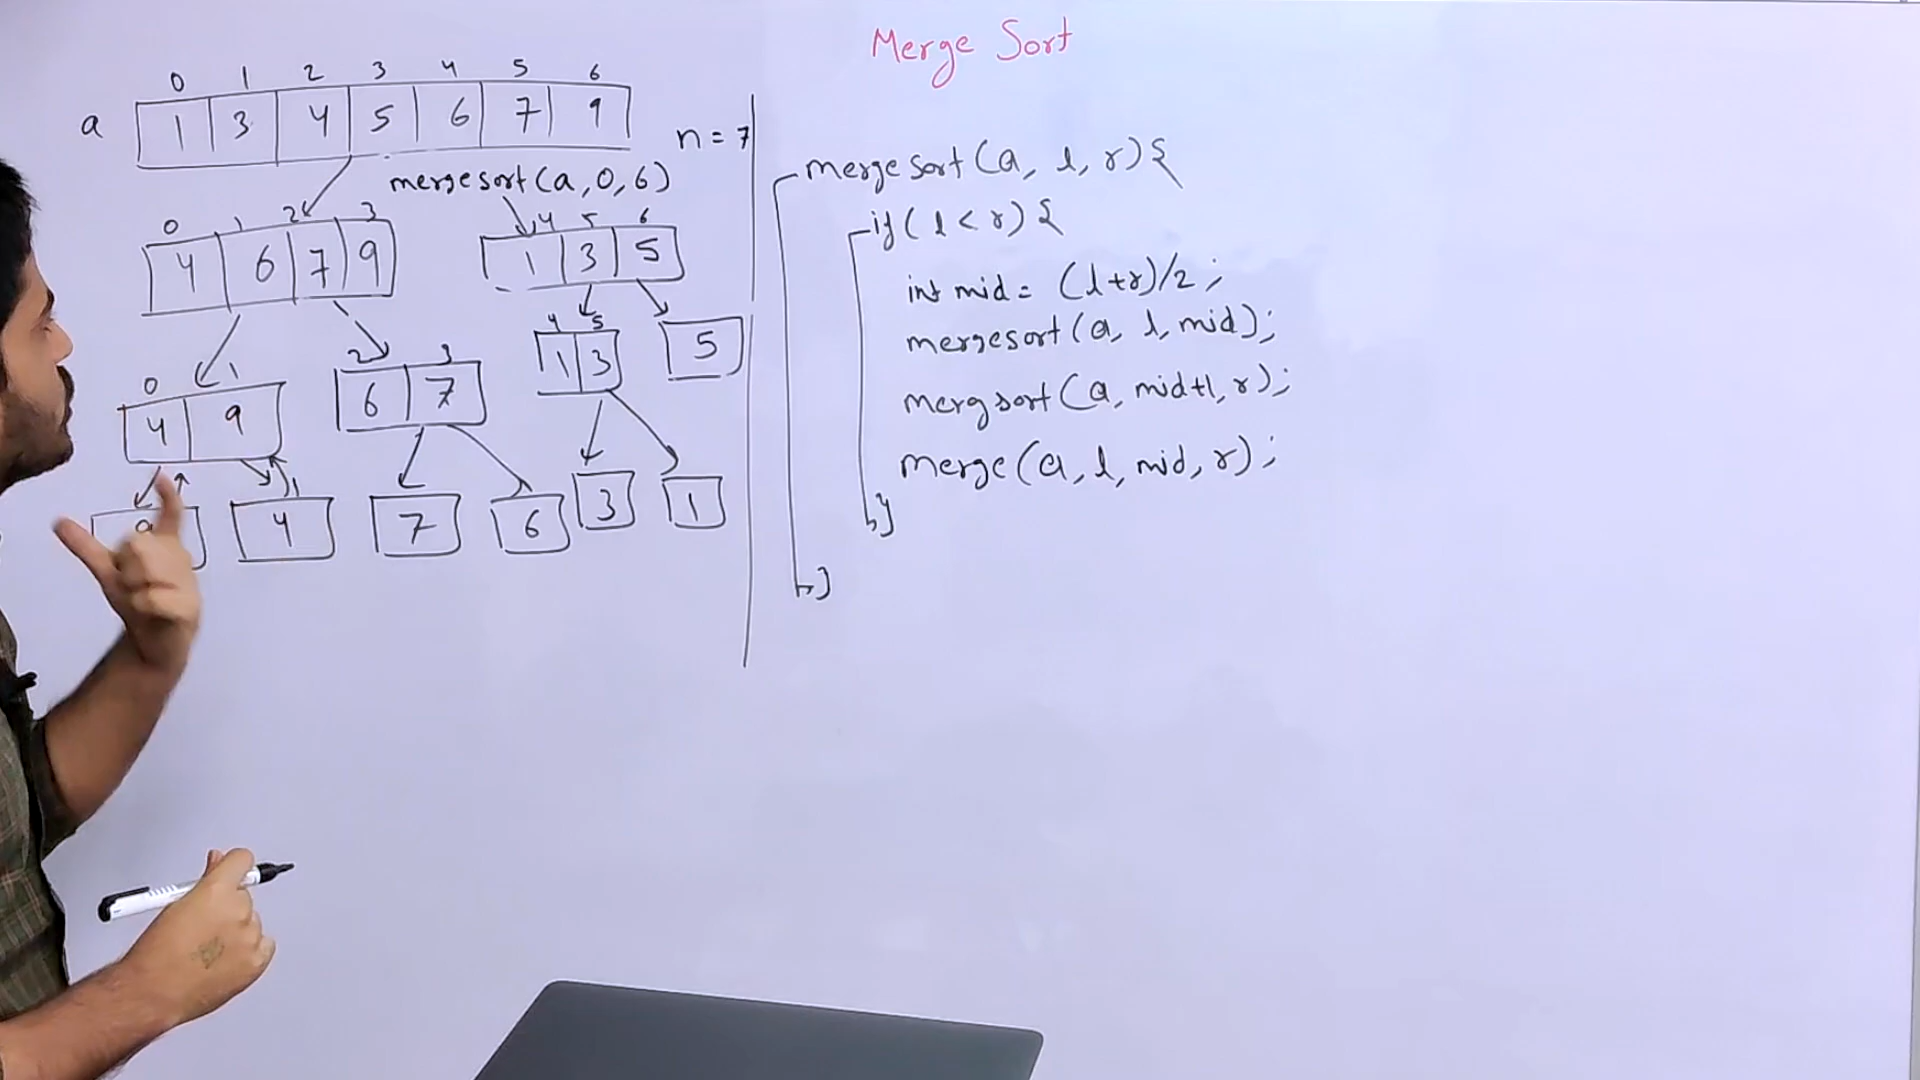 Merge Sort
0 1 2 3 4 5 6
a 1 3 4 5 6 7 9
n = 7
mergesort(a, 0, 6)
0 1 2 3
4 6 7 9
4 5 6
1 3 5
4 5
1 3
5
0 1
4 9
2 3
6 7
9
4
7
6
3
1
mergesort(a, l, r) {
if (l < r) {
int mid = (l+r)/2;
mergesort(a, l, mid);
mergsort(a, mid+1, r);
merge(a, l, mid, r);
}
}